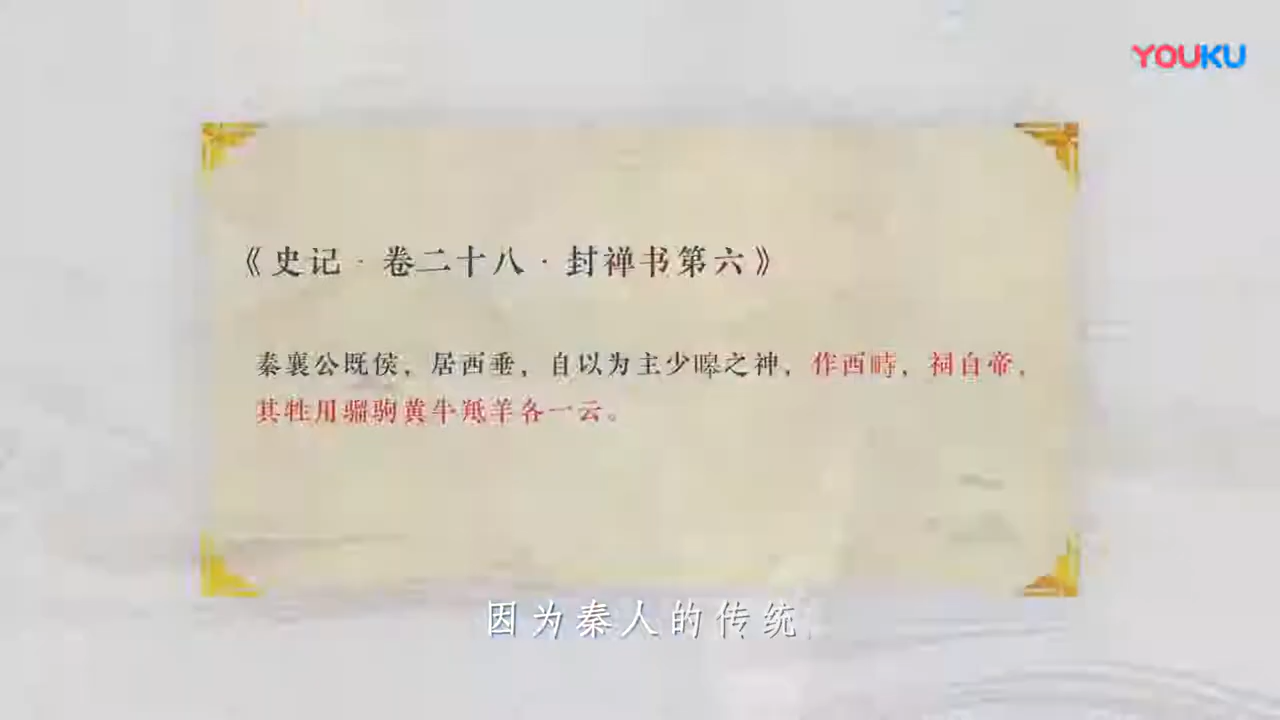 YOUKU
《史记·卷二十八·封禅书第六》
秦襄公既侯，居西垂，自以为主少皞之神，作西畤，祠白帝，
其牲用骝驹黄牛羝羊各一云。
因为秦人的传统